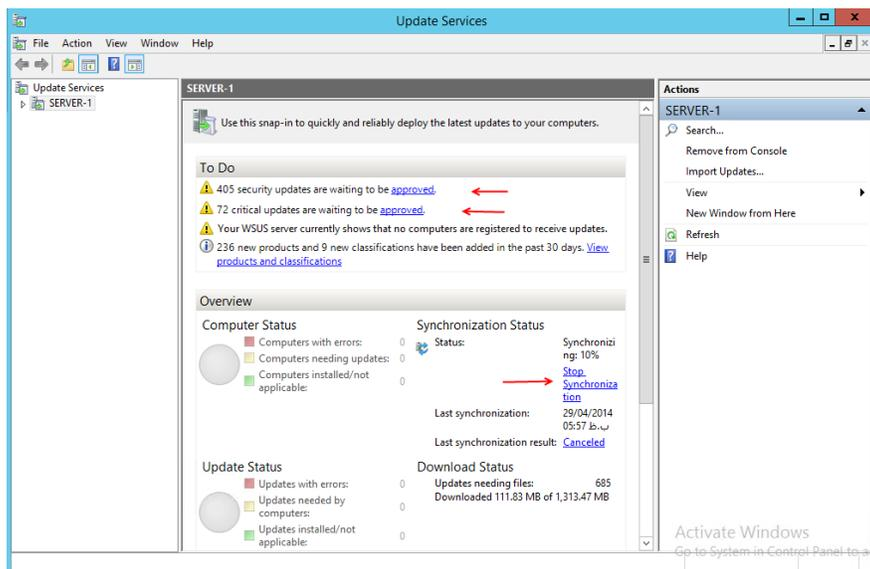 Update Services
File Action View Window Help
Update Services
SERVER-1
SERVER-1
Use this snap-in to quickly and reliably deploy the latest updates to your computers.
To Do
405 security updates are waiting to be approved.
72 critical updates are waiting to be approved.
Your WSUS server currently shows that no computers are registered to receive updates.
236 new products and 9 new classifications have been added in the past 30 days. View
products and classifications
Overview
Computer Status
Computers with errors: 0
Computers needing updates: 0
Computers installed/not
applicable: 0
Synchronization Status
Status: Synchronizi
ng: 10%
Stop
Synchroniza
tion
Last synchronization: 29/04/2014
05:57 ب.ظ
Last synchronization result: Canceled
Update Status
Updates with errors: 0
Updates needed by
computers: 0
Updates installed/not
applicable: 0
Download Status
Updates needing files: 685
Downloaded 111.83 MB of 1,313.47 MB
Actions
SERVER-1
Search...
Remove from Console
Import Updates...
View
New Window from Here
Refresh
Help
Activate Windows
Go to System in Control Panel to a